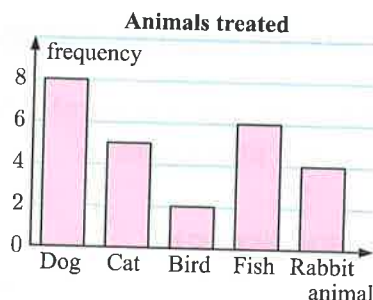 Animals treated
frequency
8
6
4
2
0
Dog Cat Bird Fish Rabbit
animal